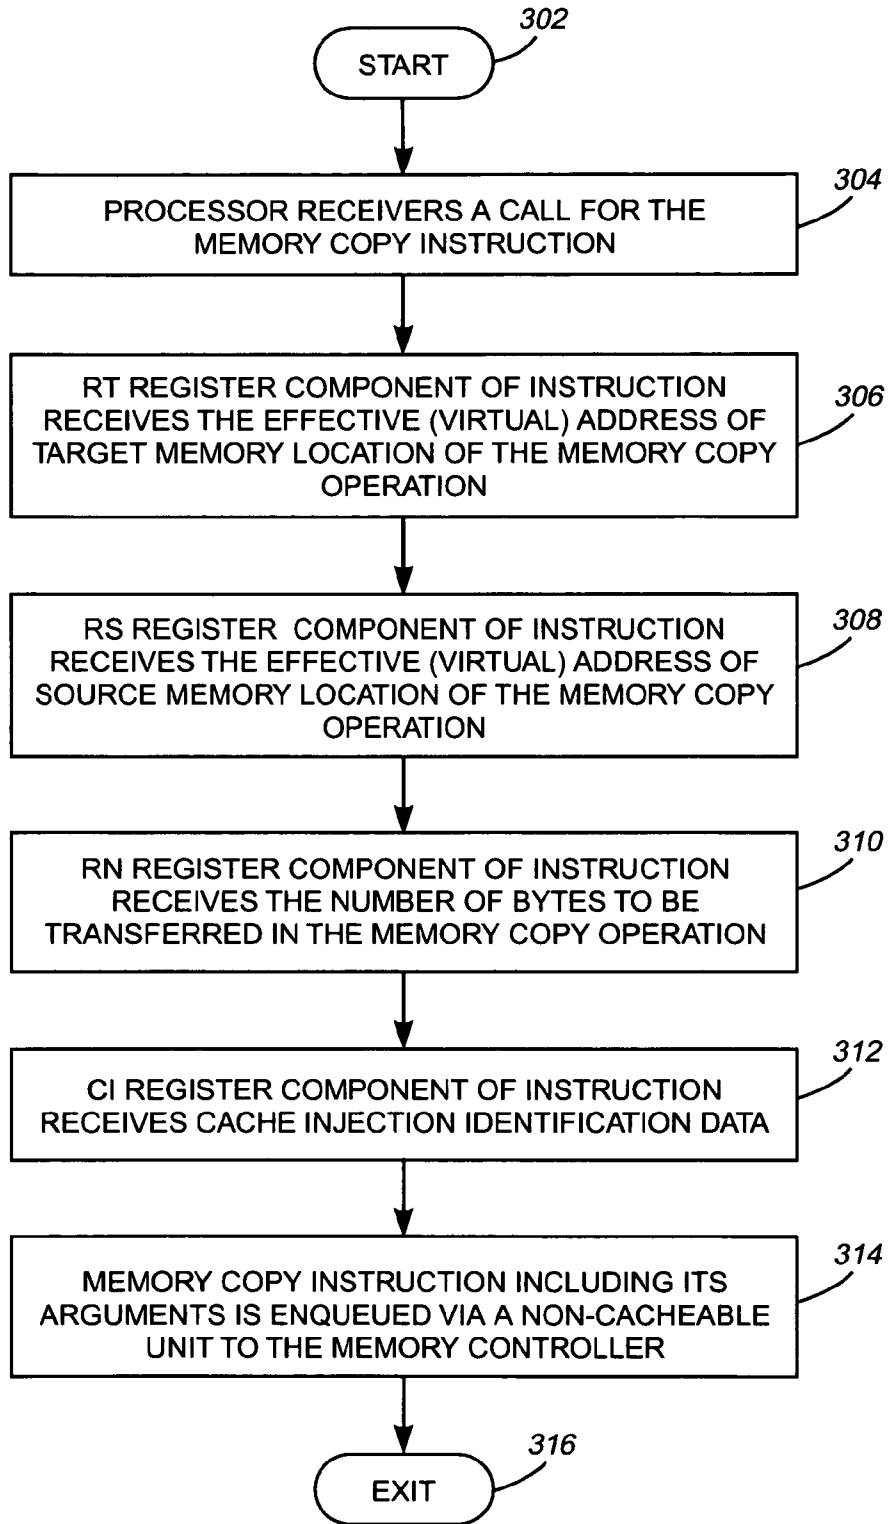 302
START
304
PROCESSOR RECEIVERS A CALL FOR THE
MEMORY COPY INSTRUCTION
306
RT REGISTER COMPONENT OF INSTRUCTION
RECEIVES THE EFFECTIVE (VIRTUAL) ADDRESS OF
TARGET MEMORY LOCATION OF THE MEMORY COPY
OPERATION
308
RS REGISTER COMPONENT OF INSTRUCTION
RECEIVES THE EFFECTIVE (VIRTUAL) ADDRESS OF
SOURCE MEMORY LOCATION OF THE MEMORY COPY
OPERATION
310
RN REGISTER COMPONENT OF INSTRUCTION
RECEIVES THE NUMBER OF BYTES TO BE
TRANSFERRED IN THE MEMORY COPY OPERATION
312
CI REGISTER COMPONENT OF INSTRUCTION
RECEIVES CACHE INJECTION IDENTIFICATION DATA
314
MEMORY COPY INSTRUCTION INCLUDING ITS
ARGUMENTS IS ENQUEUED VIA A NON-CACHEABLE
UNIT TO THE MEMORY CONTROLLER
316
EXIT